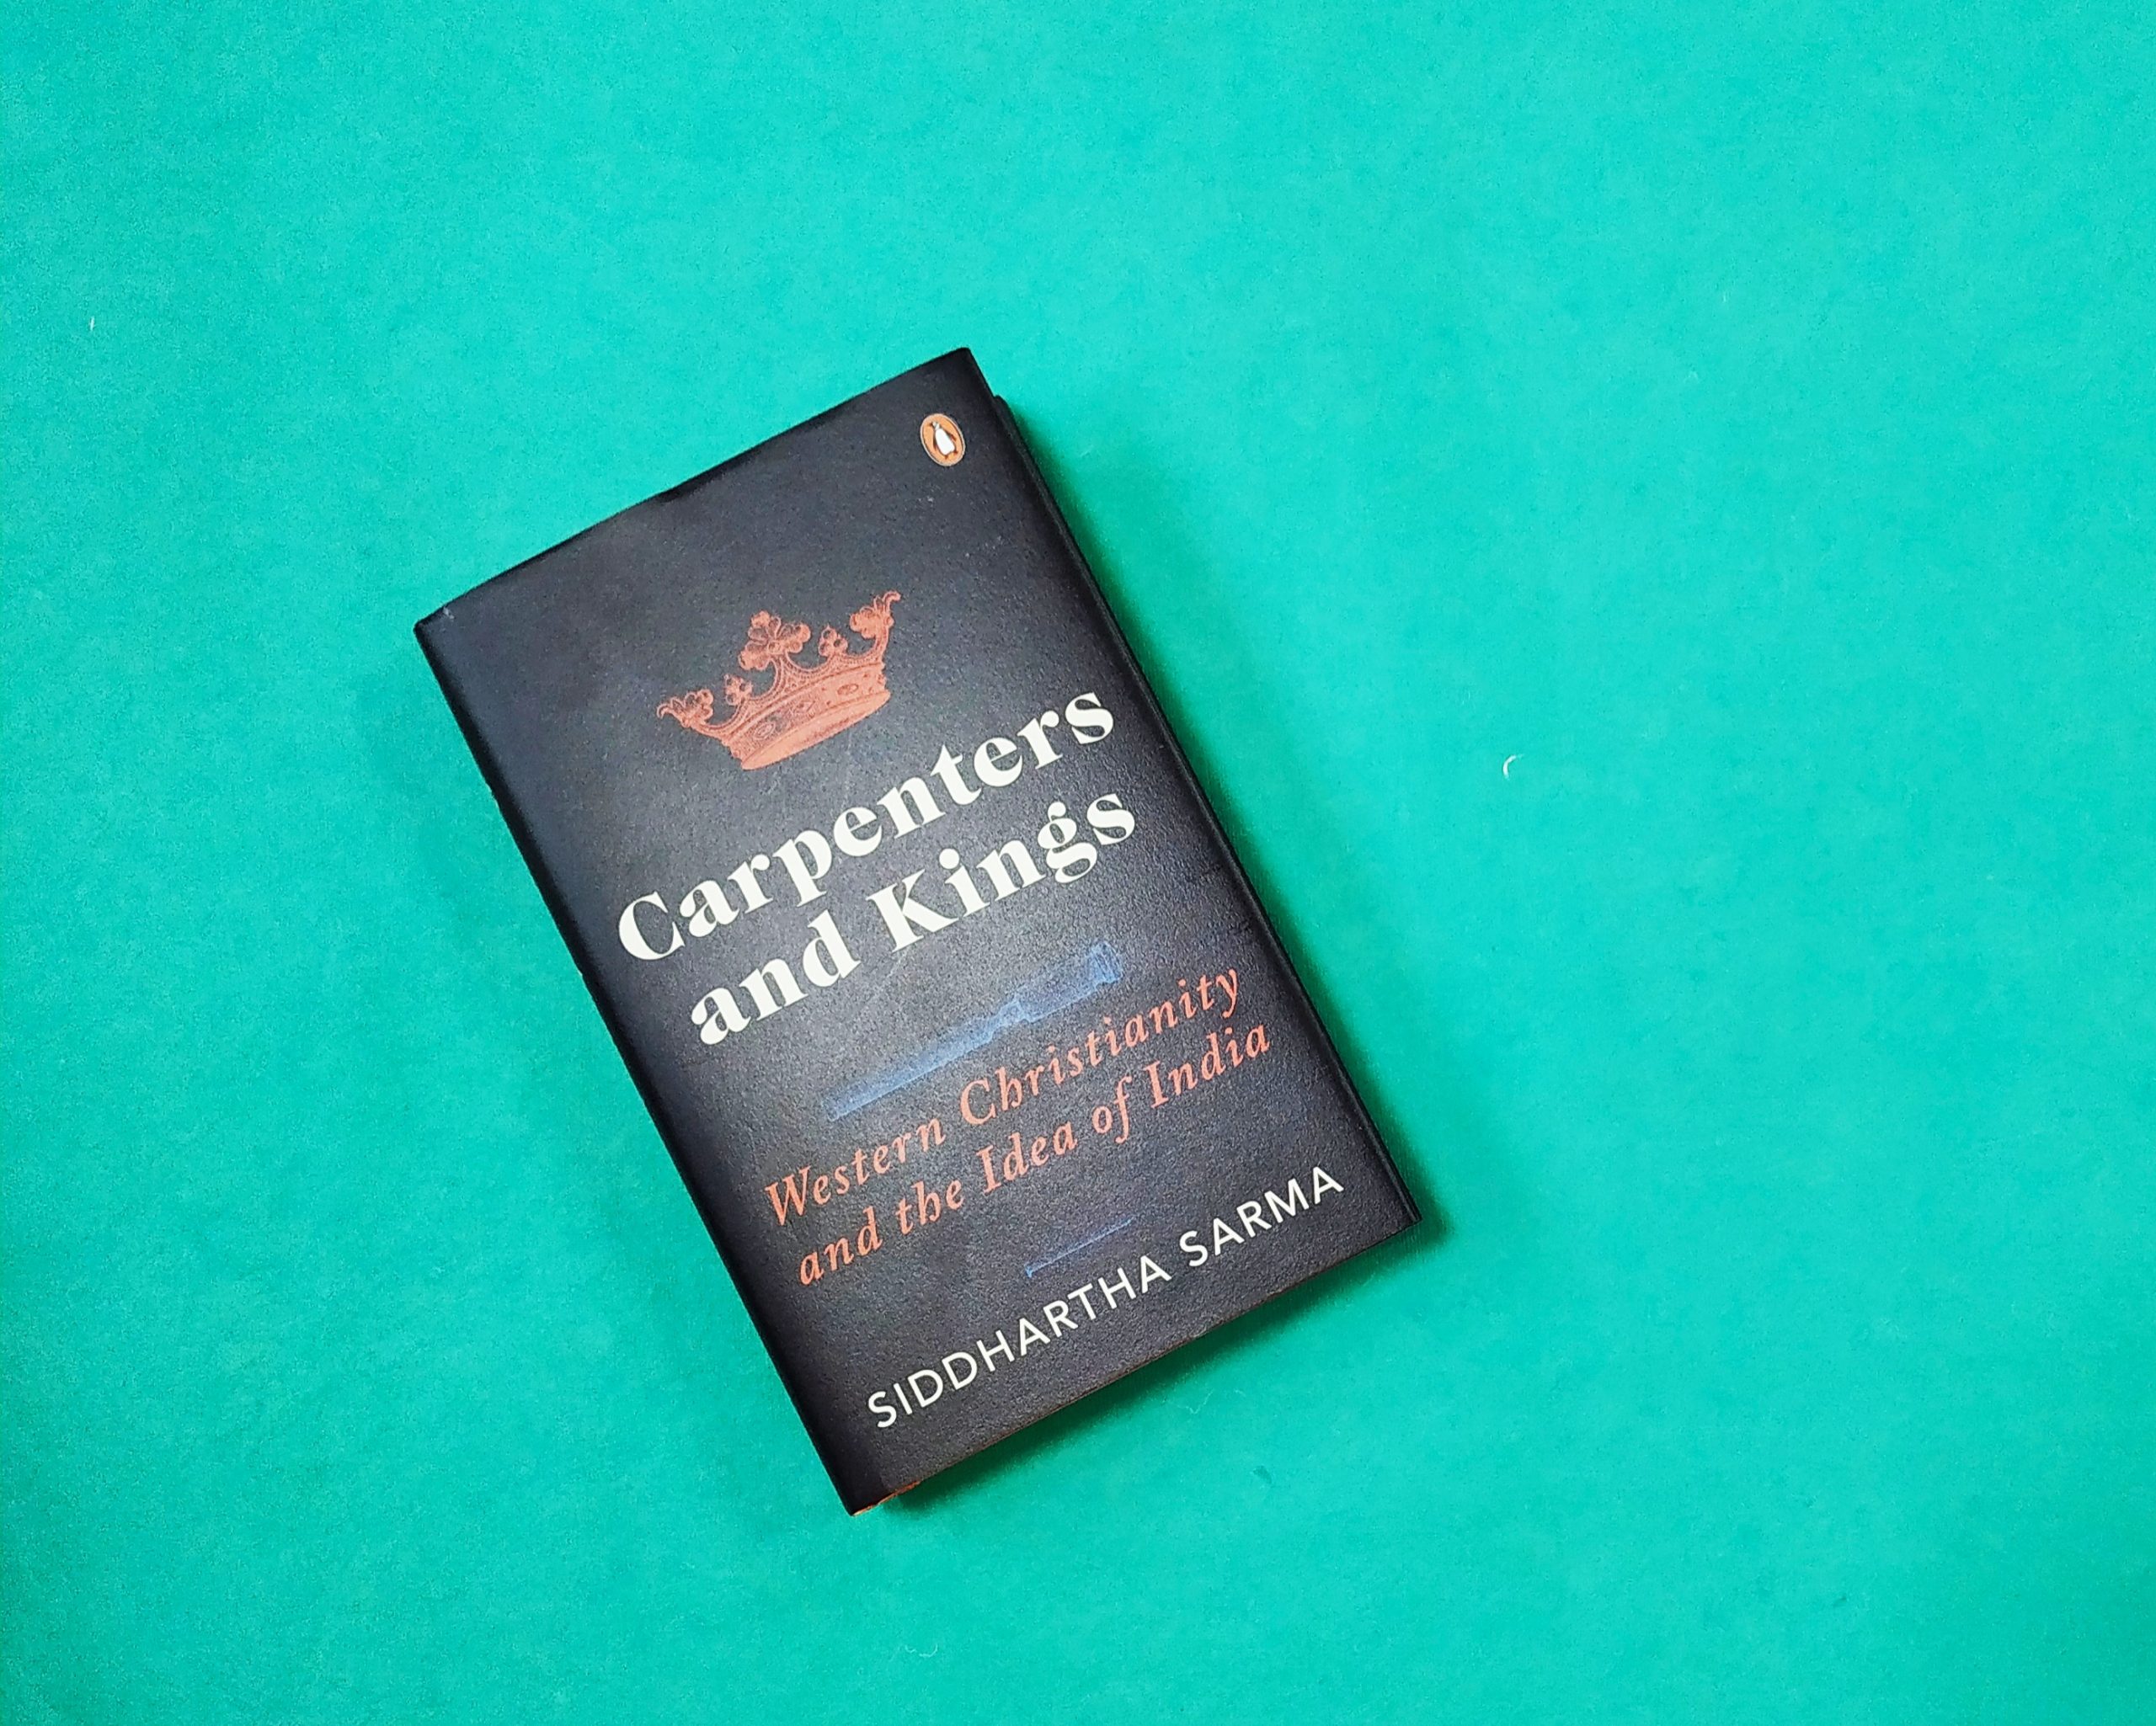 Carpenters
and Kings
Western Christianity
and the Idea of India
SIDDHARTHA SARMA